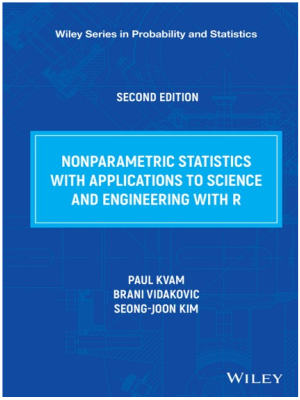 Wiley Series in Probability and Statistics
SECOND EDITION
NONPARAMETRIC STATISTICS
WITH APPLICATIONS TO SCIENCE
AND ENGINEERING WITH R
PAUL KVAM
BRANI VIDAKOVIC
SEONG-JOON KIM
WILEY